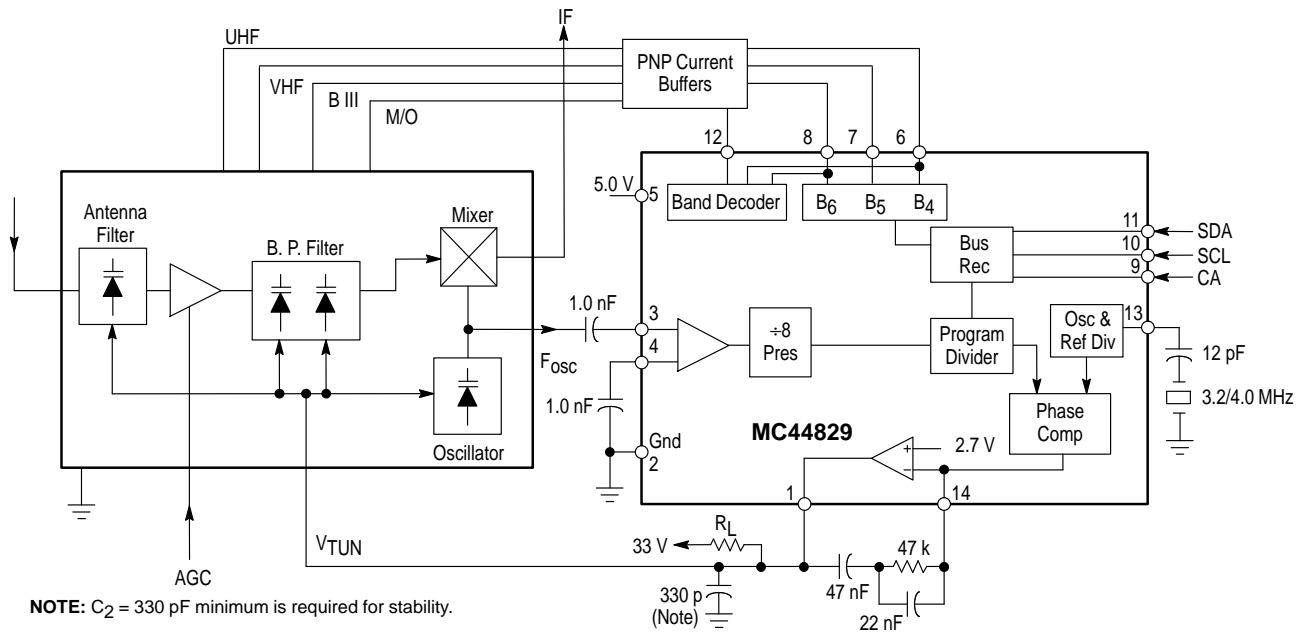 IF
UHF
VHF
B III
M/O
PNP Current
Buffers
12
8
7
6
5.0 V
5
Band Decoder
B6
B5
B4
Antenna
Filter
B. P. Filter
Mixer
Bus
Rec
11
SDA
10
SCL
9
CA
1.0 nF
3
4
Fosc
÷8
Pres
Program
Divider
Osc &
Ref Div
13
12 pF
3.2/4.0 MHz
1.0 nF
Gnd
2
MC44829
Phase
Comp
+
2.7 V
–
Oscillator
1
14
AGC
VTUN
33 V
RL
47 k
330 p
(Note)
47 nF
22 nF
NOTE: C2 = 330 pF minimum is required for stability.